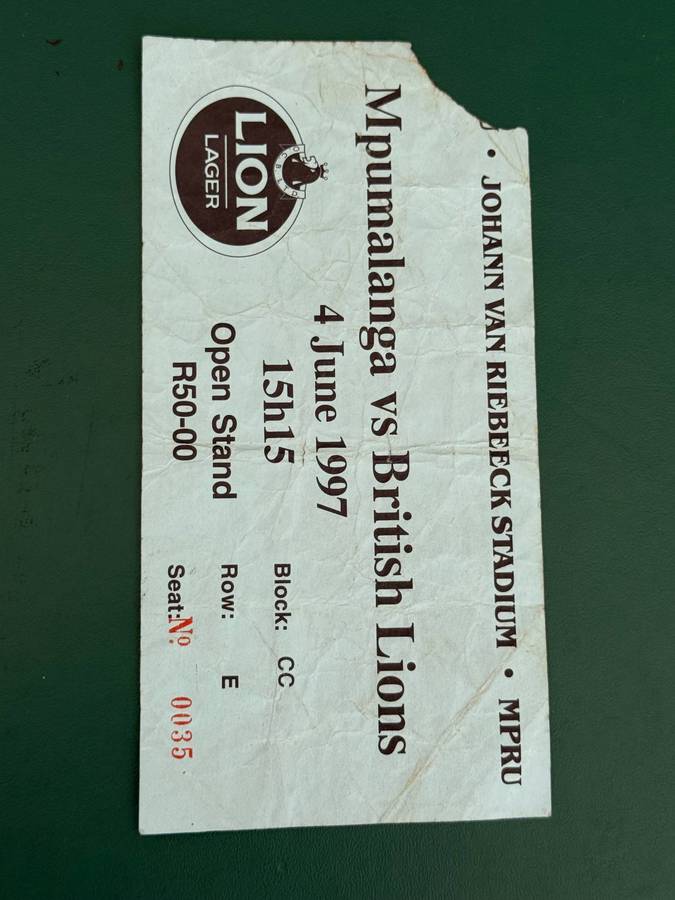 • JOHANN VAN RIEBEECK STADIUM • MPRU
Mpumalanga vs British Lions
4 June 1997
15h15
Open Stand
R50-00
Block: CC
Row: E
Seat: Nº 0035
LION
LAGER